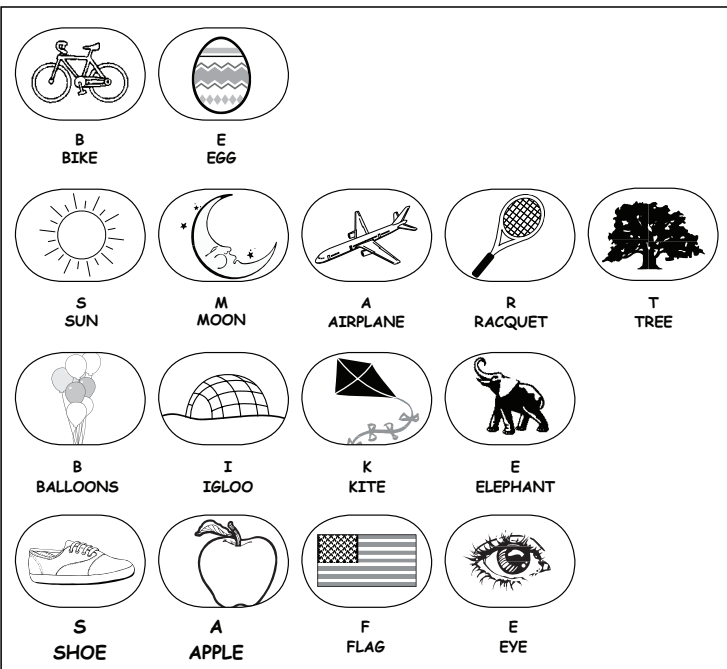 B E
BIKE EGG
S M A R T
SUN MOON AIRPLANE RACQUET TREE
B I K E
BALLOONS IGLOO KITE ELEPHANT
S A F E
SHOE APPLE FLAG EYE